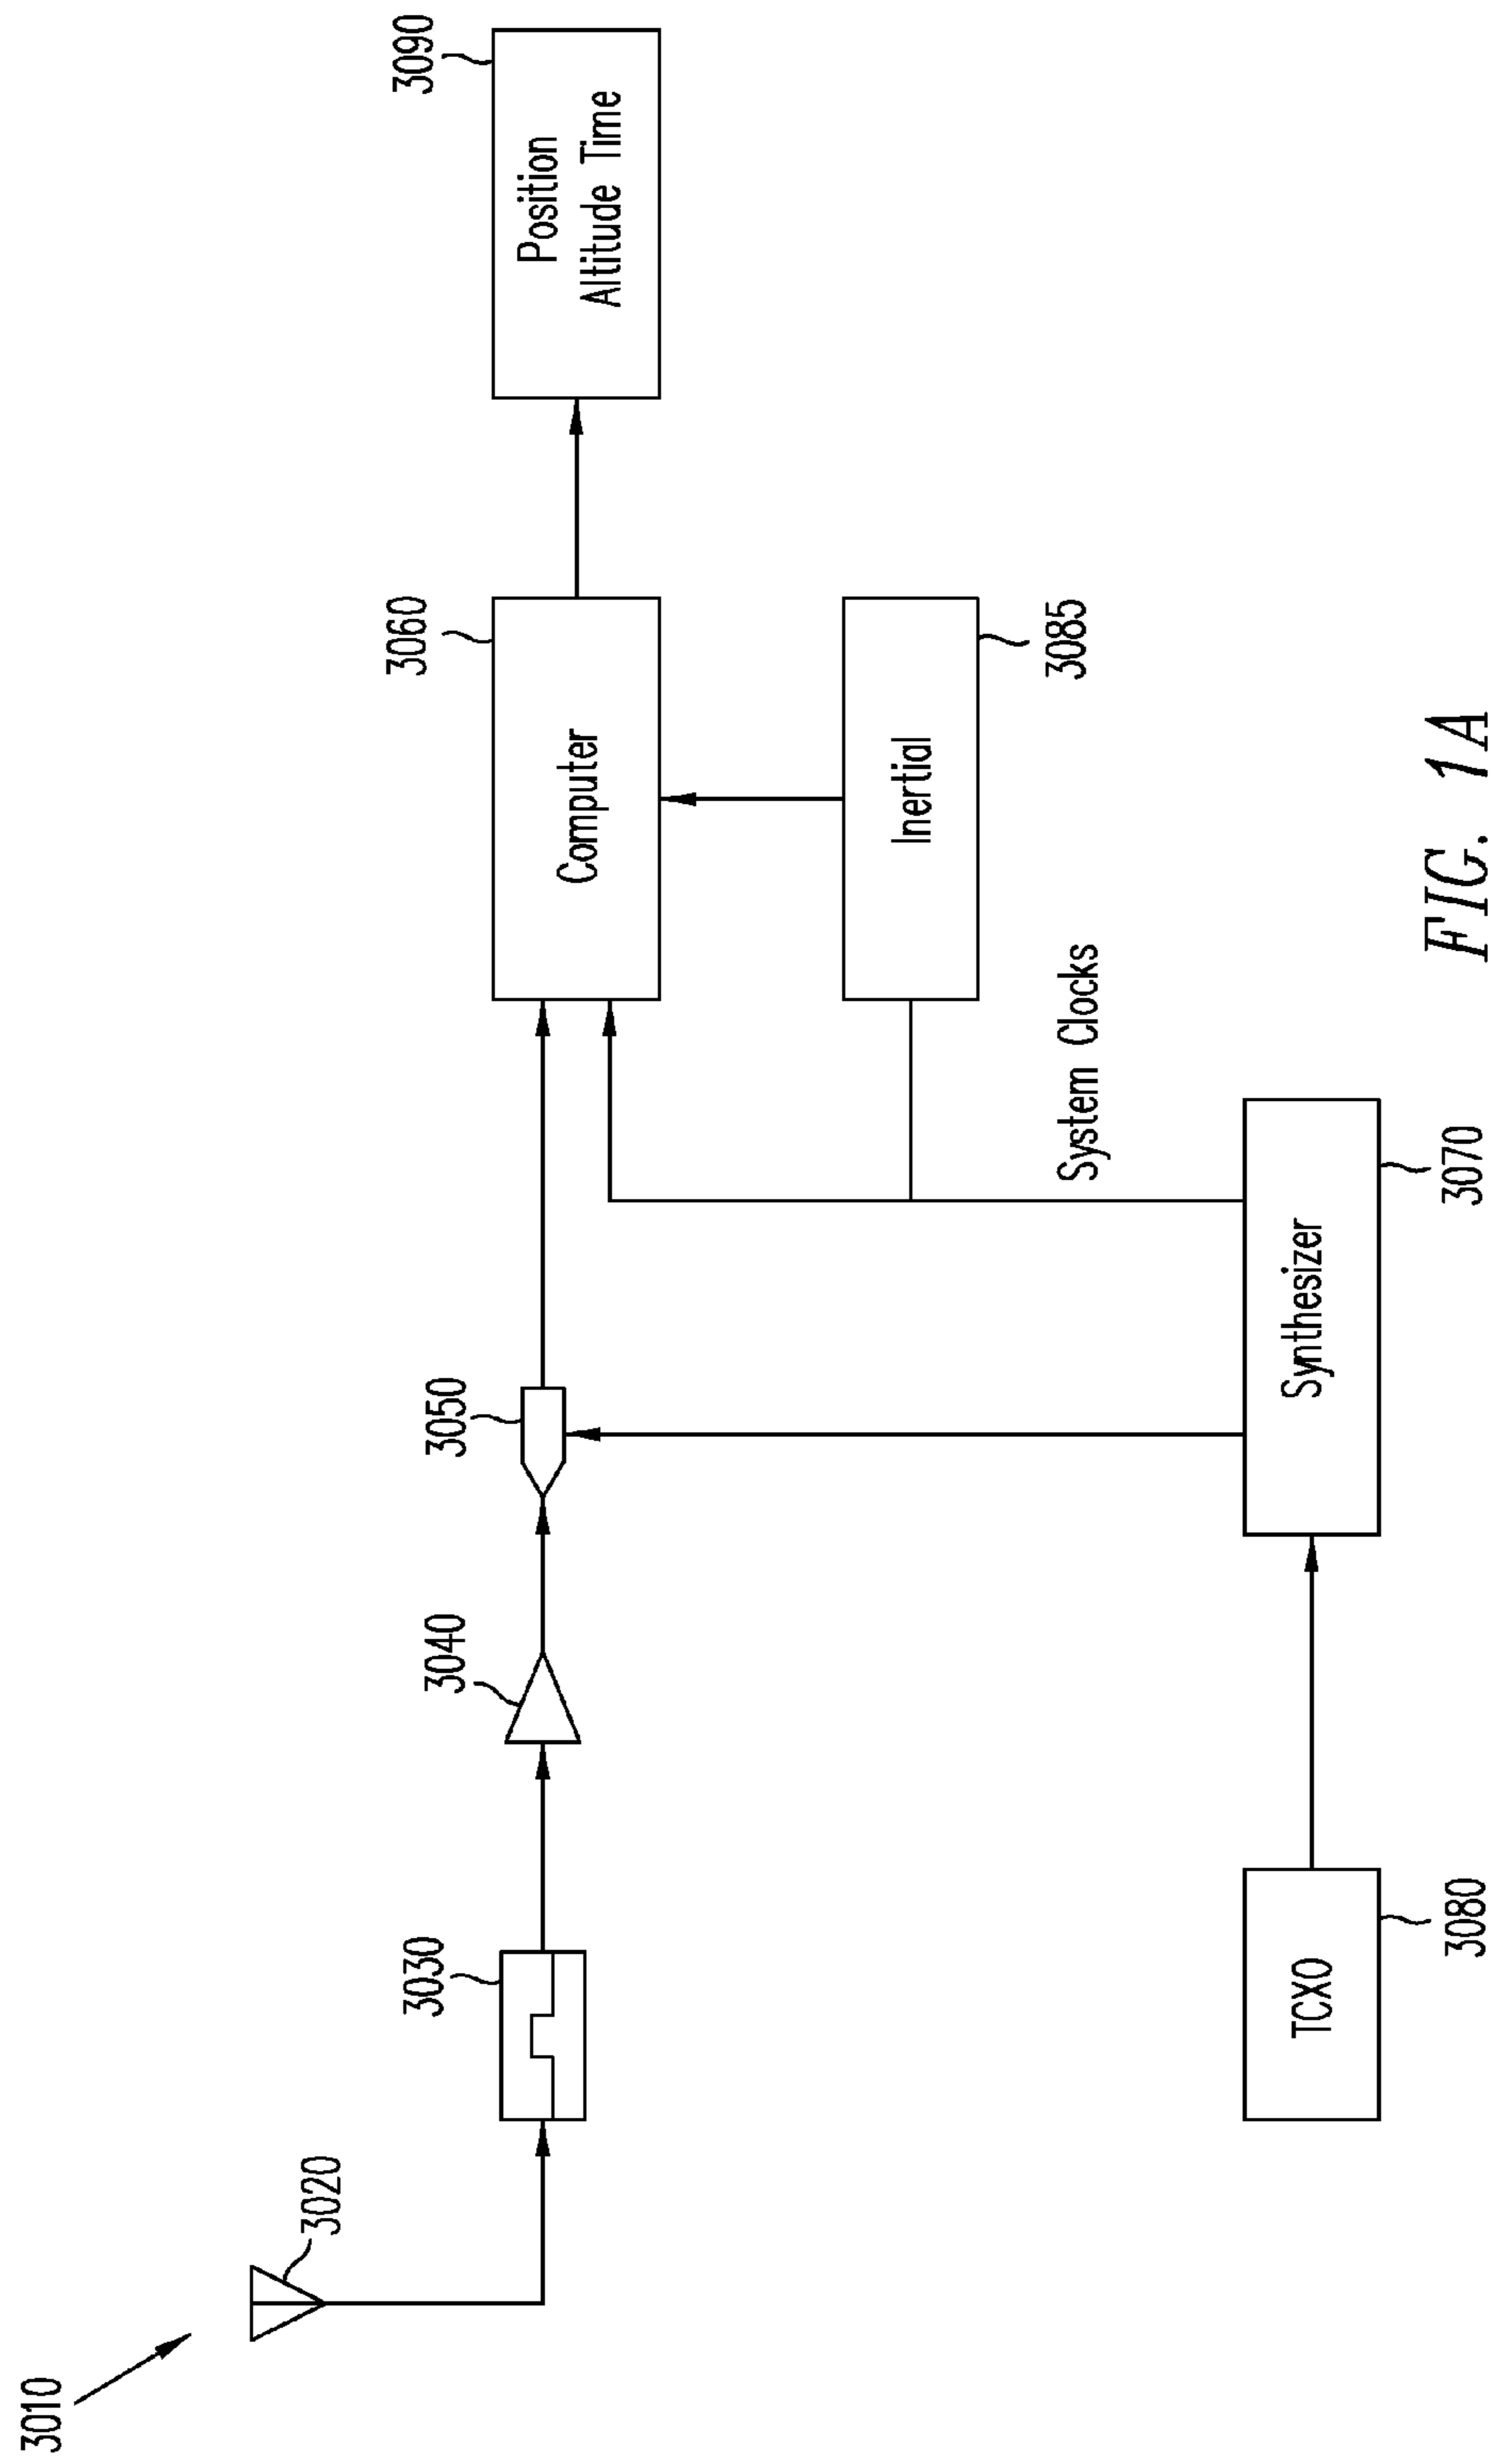 3010
3020
3030
3040
3050
3060
Computer
3090
Position
Altitude Time
Inertial
3085
System Clocks
TCXO
3080
Synthesizer
3070
FIG. 1A